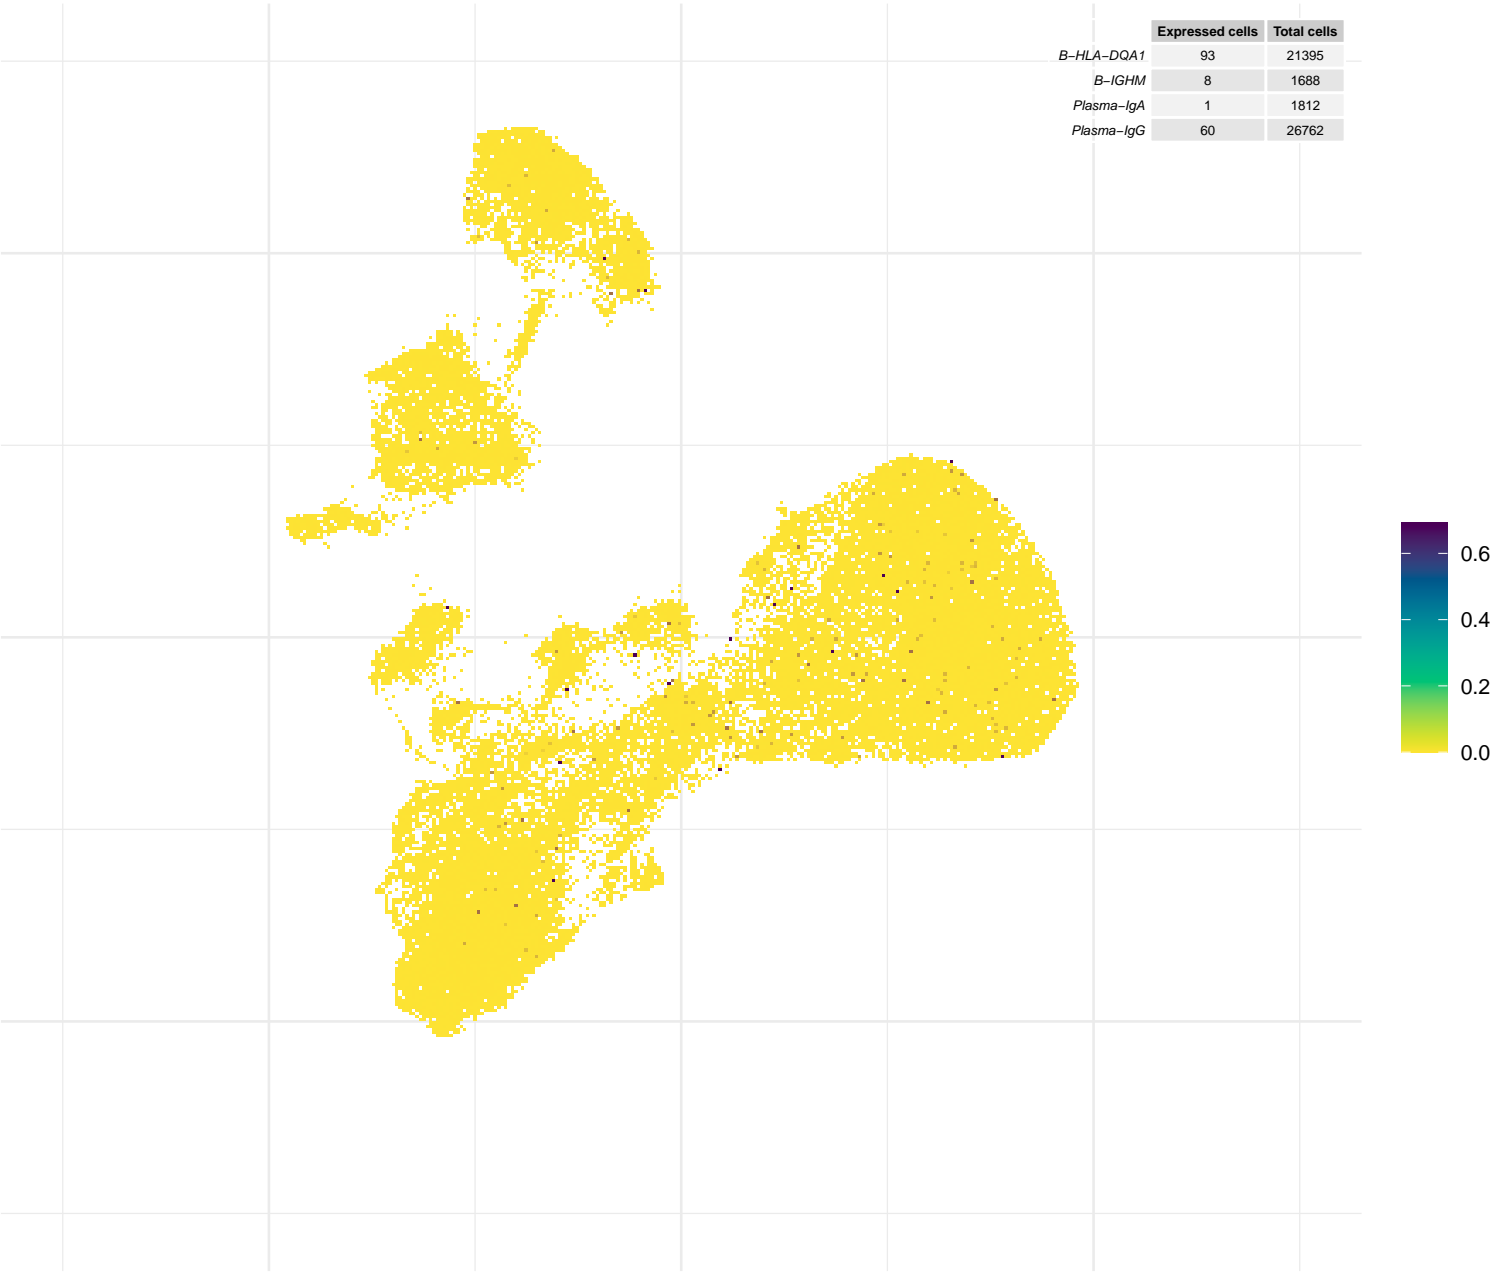 Expressed cells Total cells
B−HLA−DQA1 93 21395
B−IGHM 8 1688
Plasma−IgA 1 1812
Plasma−IgG 60 26762
0.6
0.4
0.2
0.0